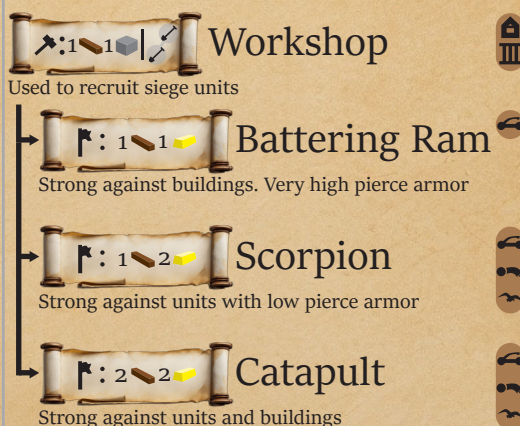 :1 1 | Workshop
Used to recruit siege units
: 1 1 Battering Ram
Strong against buildings. Very high pierce armor
: 1 2 Scorpion
Strong against units with low pierce armor
: 2 2 Catapult
Strong against units and buildings